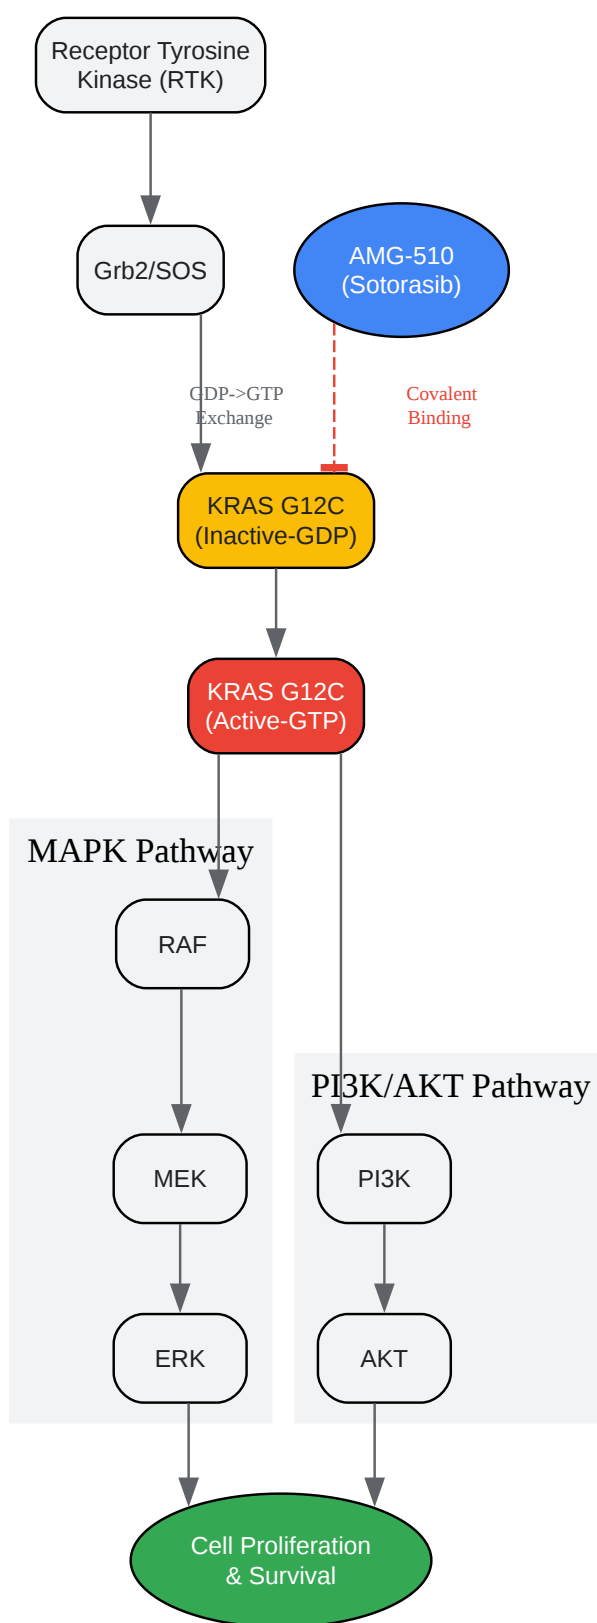 Receptor Tyrosine
Kinase (RTK)
Grb2/SOS
AMG-510
(Sotorasib)
GDP->GTP
Exchange
Covalent
Binding
KRAS G12C
(Inactive-GDP)
KRAS G12C
(Active-GTP)
MAPK Pathway
RAF
PI3K/AKT Pathway
MEK
PI3K
ERK
AKT
Cell Proliferation
& Survival